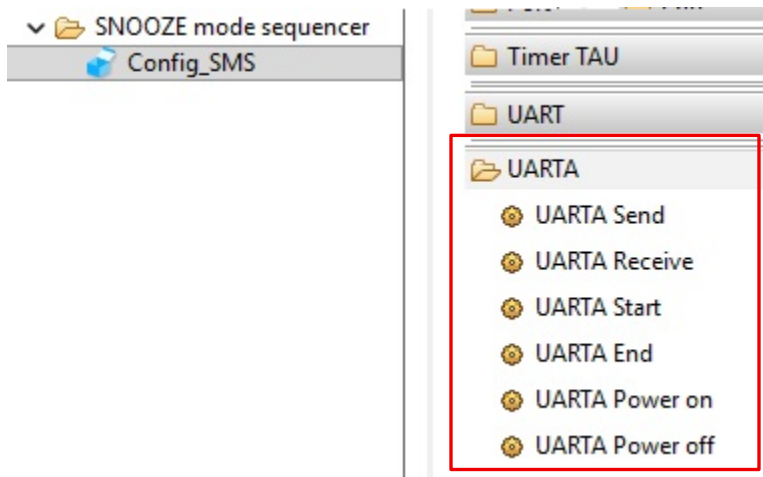 SNOOZE mode sequencer
Config_SMS
Timer TAU
UART
UARTA
UARTA Send
UARTA Receive
UARTA Start
UARTA End
UARTA Power on
UARTA Power off